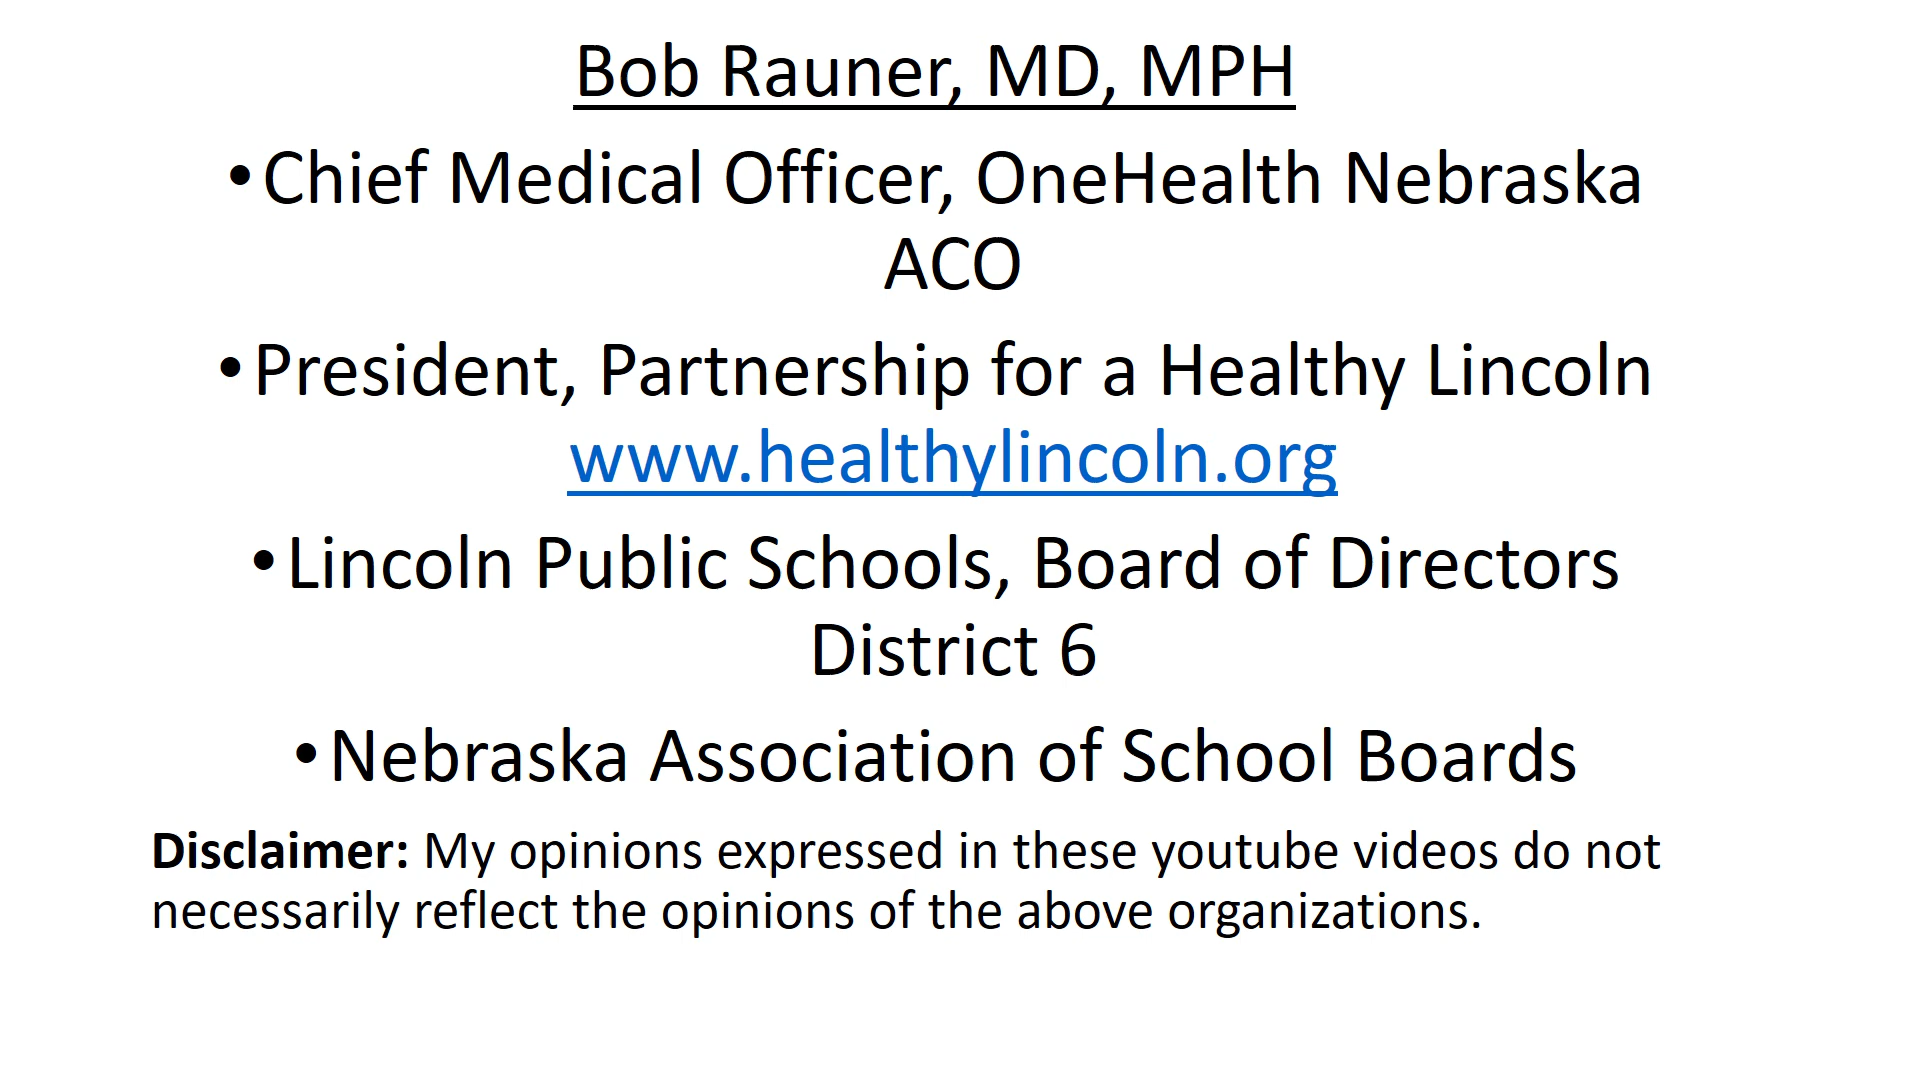 Bob Rauner, MD, MPH
•Chief Medical Officer, OneHealth Nebraska
ACO
•President, Partnership for a Healthy Lincoln
www.healthylincoln.org
•Lincoln Public Schools, Board of Directors
District 6
•Nebraska Association of School Boards
Disclaimer: My opinions expressed in these youtube videos do not
necessarily reflect the opinions of the above organizations.